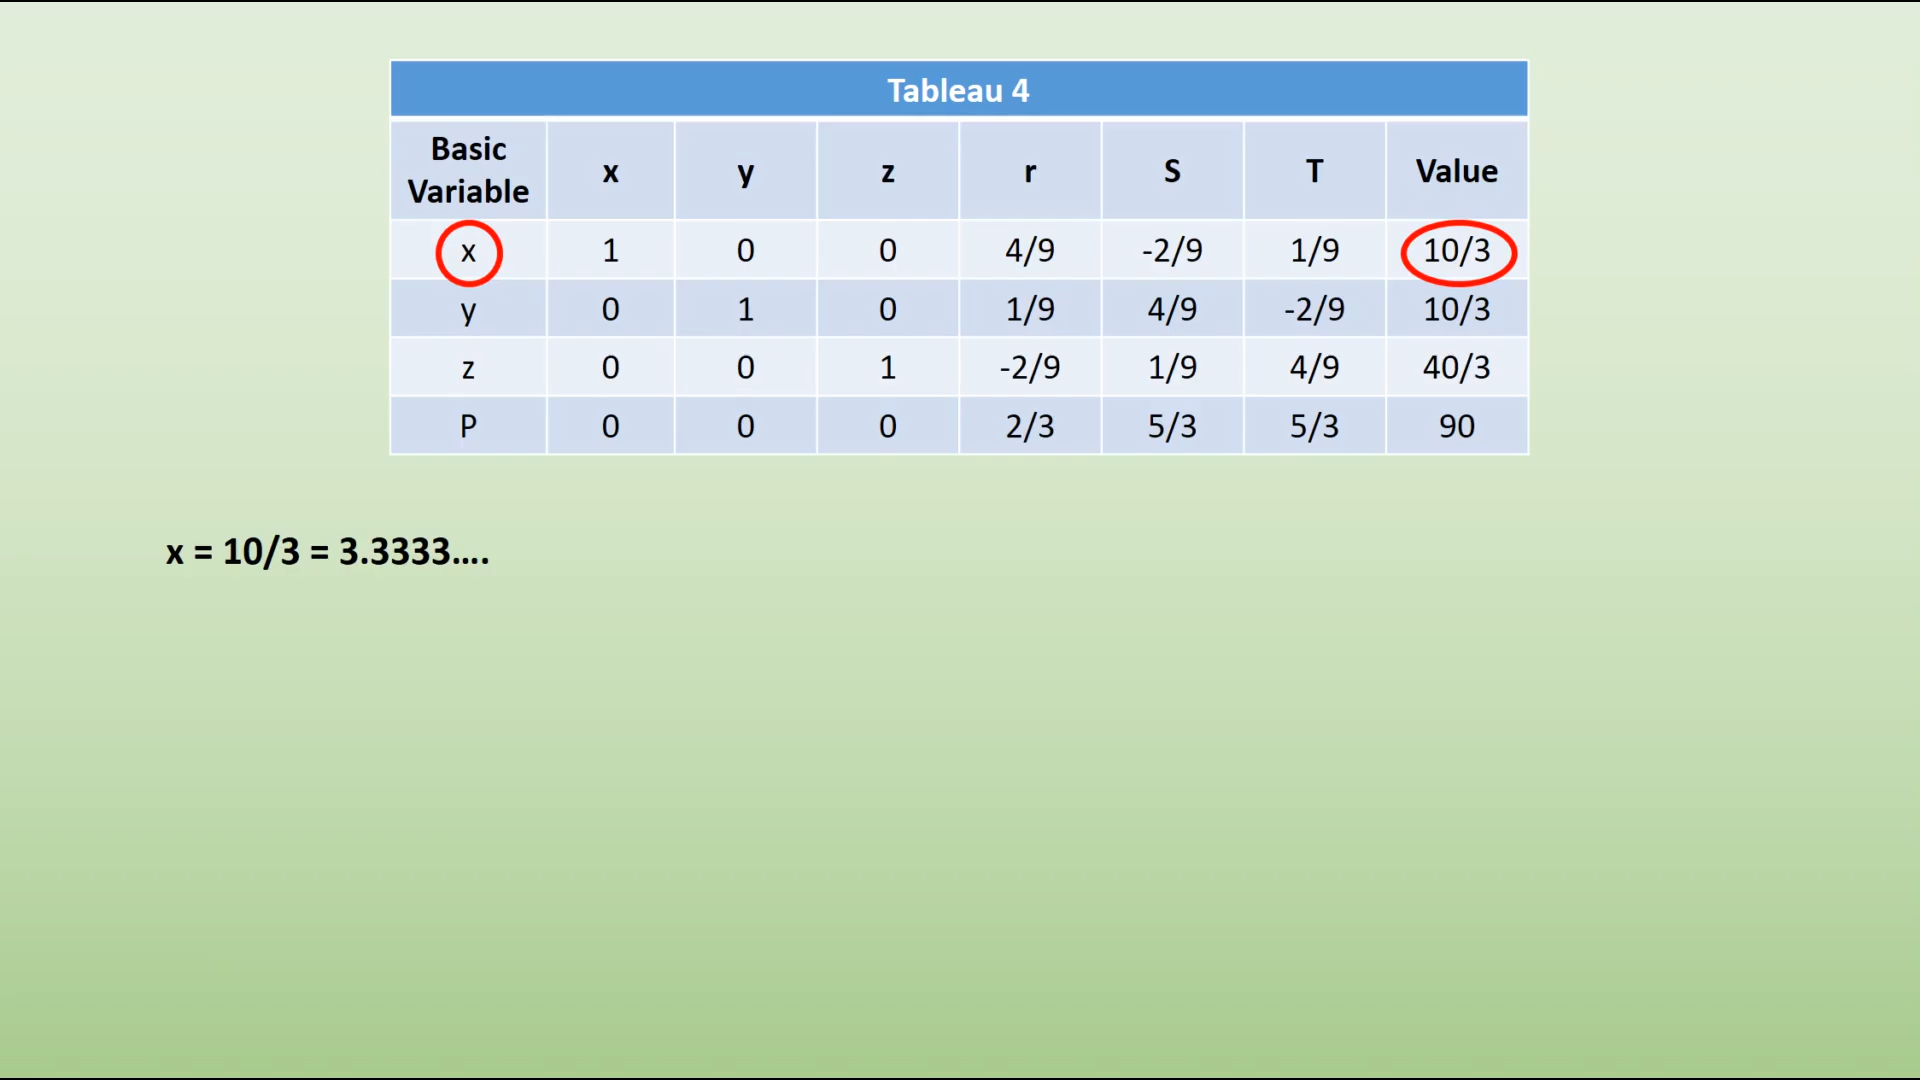 Tableau 4
Basic Variable x y z r S T Value
x 1 0 0 4/9 -2/9 1/9 10/3
y 0 1 0 1/9 4/9 -2/9 10/3
z 0 0 1 -2/9 1/9 4/9 40/3
P 0 0 0 2/3 5/3 5/3 90
x = 10/3 = 3.3333....